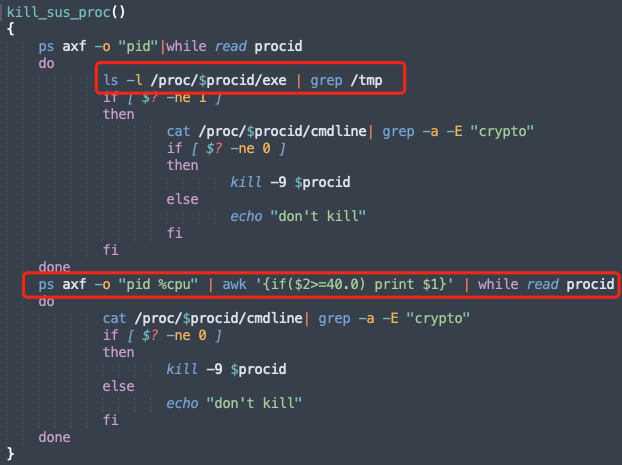 kill_sus_proc()
{
    ps axf -o "pid"|while read procid
    do
            ls -l /proc/$procid/exe | grep /tmp
            if [ $? -ne 1 ]
            then
                    cat /proc/$procid/cmdline| grep -a -E "crypto"
                    if [ $? -ne 0 ]
                    then
                            kill -9 $procid
                    else
                            echo "don't kill"
                    fi
            fi
    done
    ps axf -o "pid %cpu" | awk '{if($2>=40.0) print $1}' | while read procid
    do
            cat /proc/$procid/cmdline| grep -a -E "crypto"
            if [ $? -ne 0 ]
            then
                    kill -9 $procid
            else
                    echo "don't kill"
            fi
    done
}